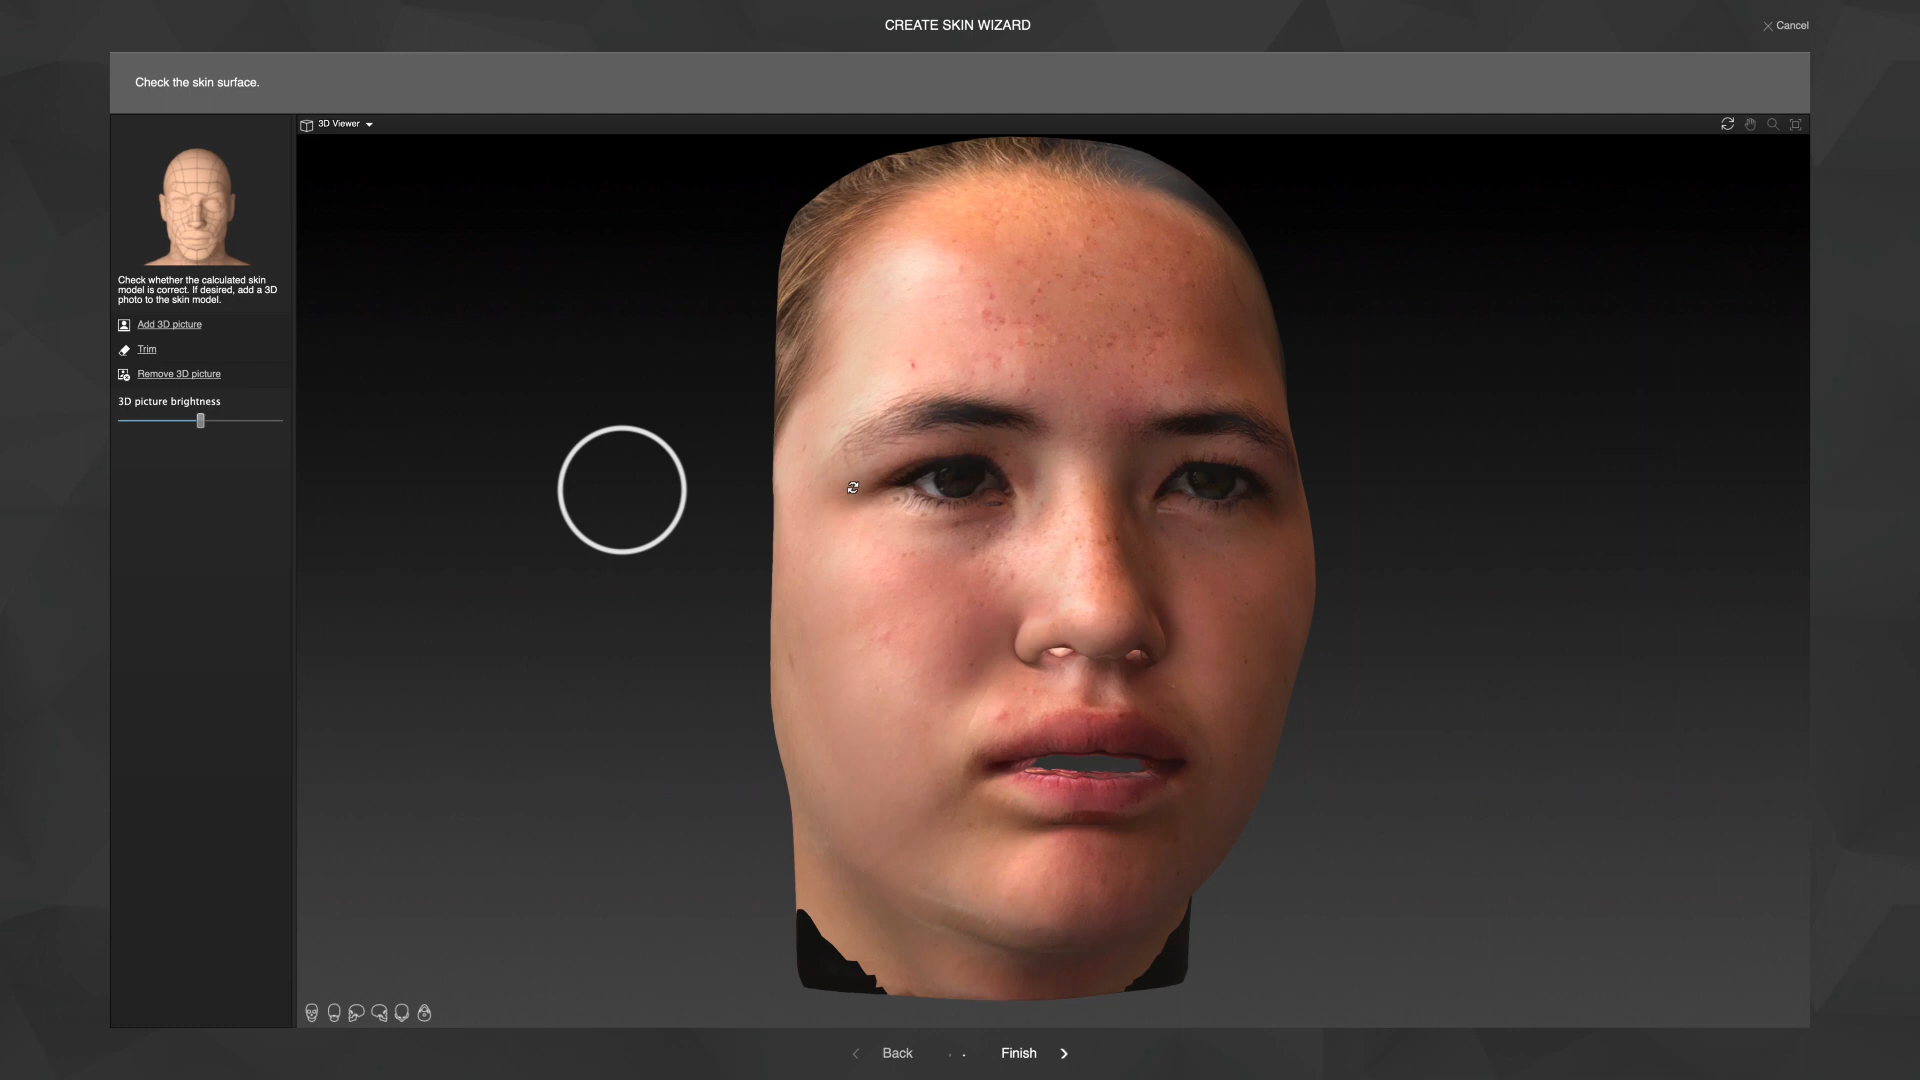 CREATE SKIN WIZARD
Cancel
Check the skin surface.
3D Viewer
Check whether the calculated skin
model is correct. If desired, add a 3D
photo to the skin model.
Add 3D picture
Trim
Remove 3D picture
3D picture brightness
Back
Finish